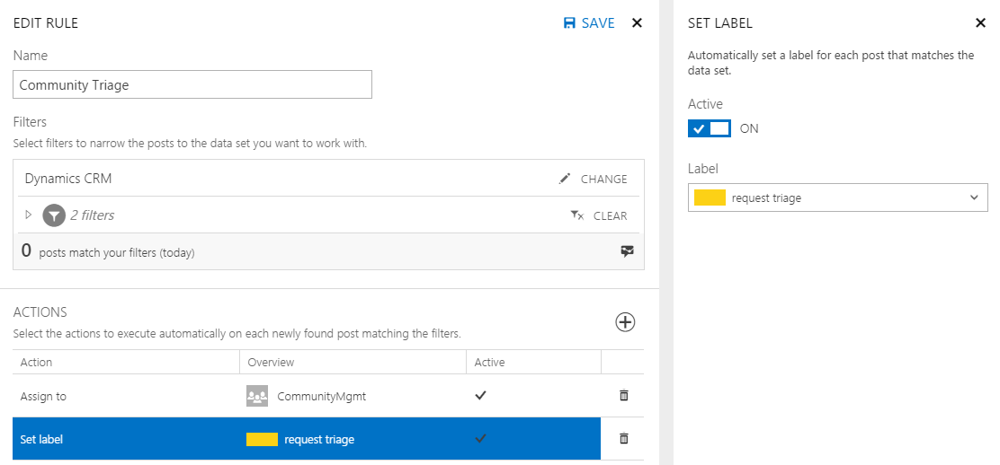 EDIT RULE
SAVE
Name
Community Triage
Filters
Select filters to narrow the posts to the data set you want to work with.
Dynamics CRM
CHANGE
2 filters
CLEAR
0 posts match your filters (today)
ACTIONS
Select the actions to execute automatically on each newly found post matching the filters.
Action Overview Active
Assign to CommunityMgmt
Set label request triage
SET LABEL
Automatically set a label for each post that matches the
data set.
Active
ON
Label
request triage